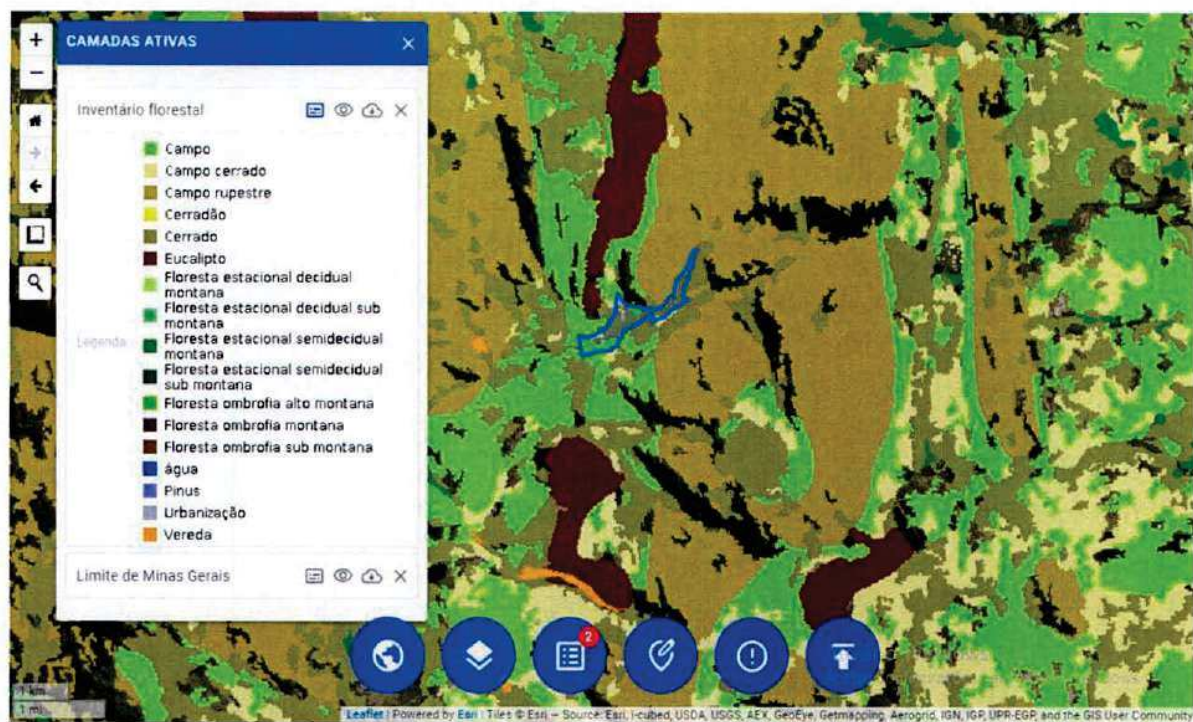 CAMADAS ATIVAS
Inventário florestal
Legenda
Campo
Campo cerrado
Campo rupestre
Cerradão
Cerrado
Eucalipto
Floresta estacional decidual
montana
Floresta estacional decidual sub
montana
Floresta estacional semidecidual
montana
Floresta estacional semidecidual
sub montana
Floresta ombrofia alto montana
Floresta ombrofia montana
Floresta ombrofia sub montana
água
Pinus
Urbanização
Vereda
Limite de Minas Gerais
2
1 km
1 mi
Leaflet | Powered by Esri | Tiles © Esri — Source: Esri, i-cubed, USDA, USGS, AEX, GeoEye, Getmapping, Aerogrid, IGN, IGP, UPR-EGP, and the GIS User Community